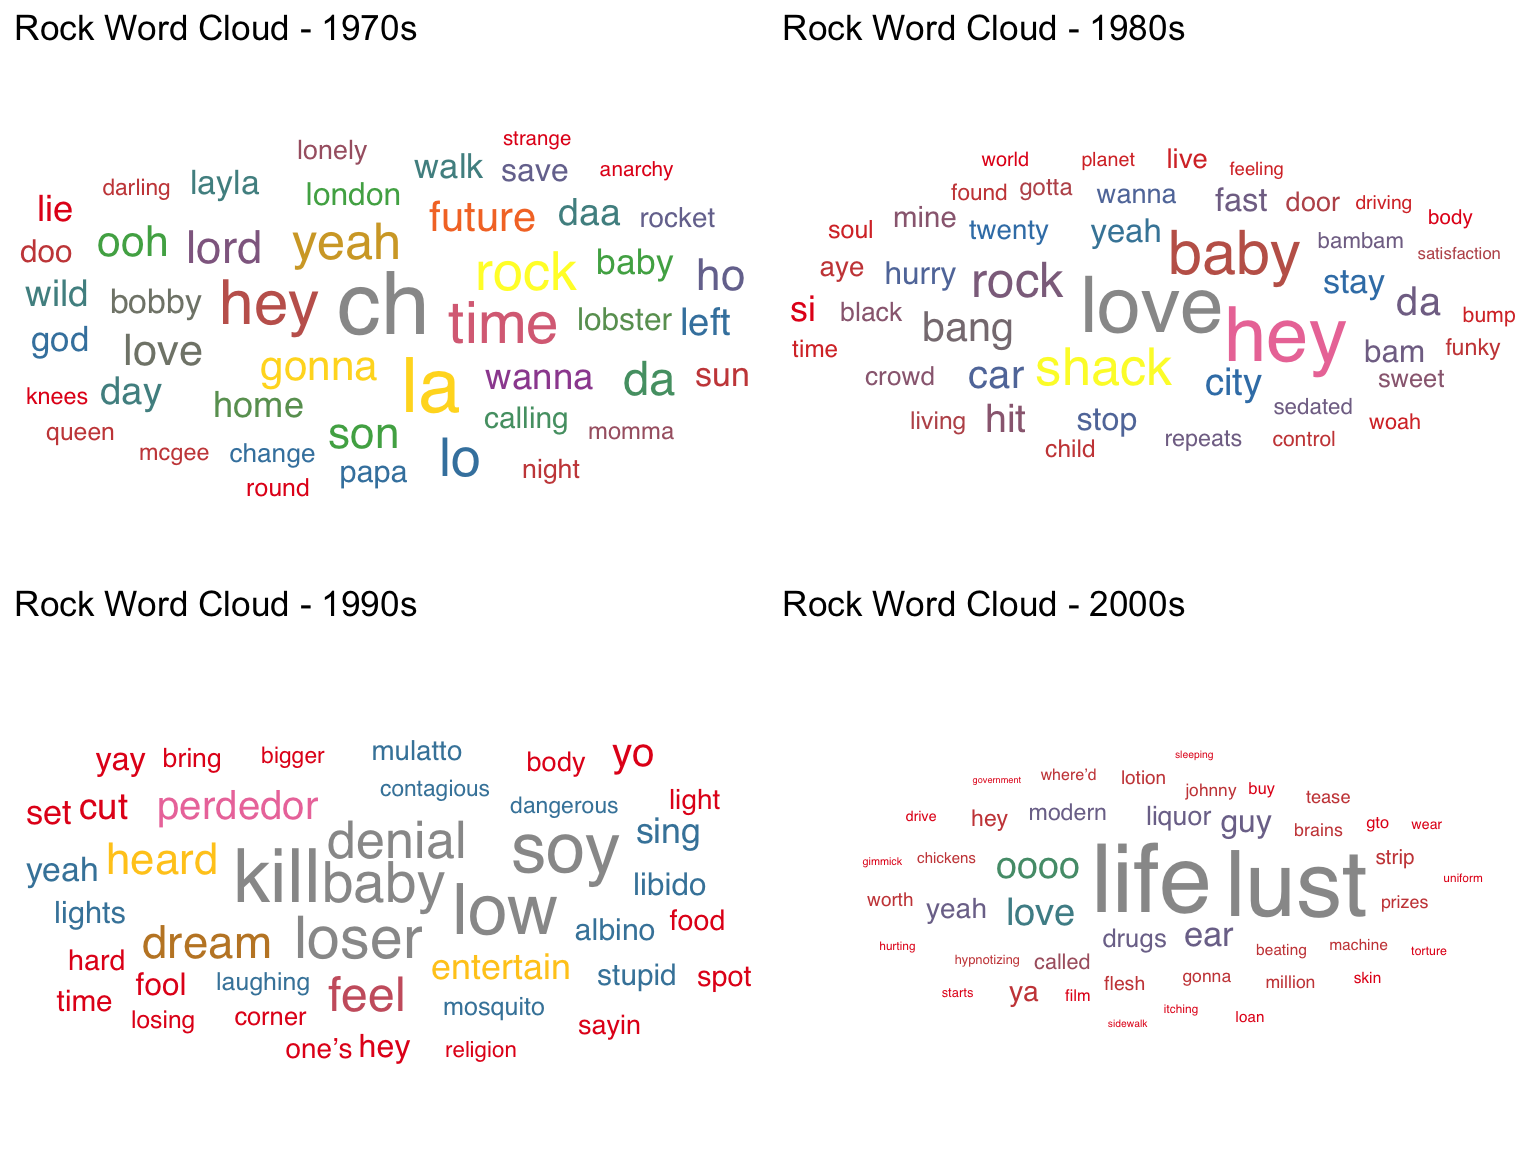 Rock Word Cloud - 1970s
strange
lonely
walk
save
anarchy
darling
layla
london
lie
future
daa
rocket
doo
ooh
lord
yeah
rock
baby
ho
wild
bobby
hey
ch
time
lobster
left
god
love
gonna
la
wanna
da
sun
knees
day
home
calling
queen
son
momma
mcgee
change
papa
lo
night
round
Rock Word Cloud - 1980s
world
planet
live
feeling
found
gotta
wanna
fast
door
driving
soul
mine
twenty
yeah
baby
bambam
body
satisfaction
aye
hurry
rock
love
stay
si
black
bang
hey
da
bump
time
shack
bam
funky
crowd
car
city
sweet
living
hit
stop
sedated
woah
child
repeats
control
Rock Word Cloud - 1990s
yay
bring
bigger
mulatto
body
yo
contagious
set
cut
perdedor
dangerous
light
denial
soy
sing
yeah
heard
kill
baby
libido
lights
low
loser
albino
food
dream
hard
fool
laughing
feel
entertain
stupid
spot
time
losing
corner
mosquito
sayin
one's
hey
religion
Rock Word Cloud - 2000s
sleeping
government
where'd
lotion
johnny
buy
tease
drive
hey
modern
liquor
guy
brains
gto
wear
gimmick
chickens
oooo
life
lust
strip
uniform
worth
yeah
love
prizes
hurting
drugs
ear
beating
machine
torture
hypnotizing
called
flesh
gonna
million
skin
starts
ya
film
itching
loan
sidewalk